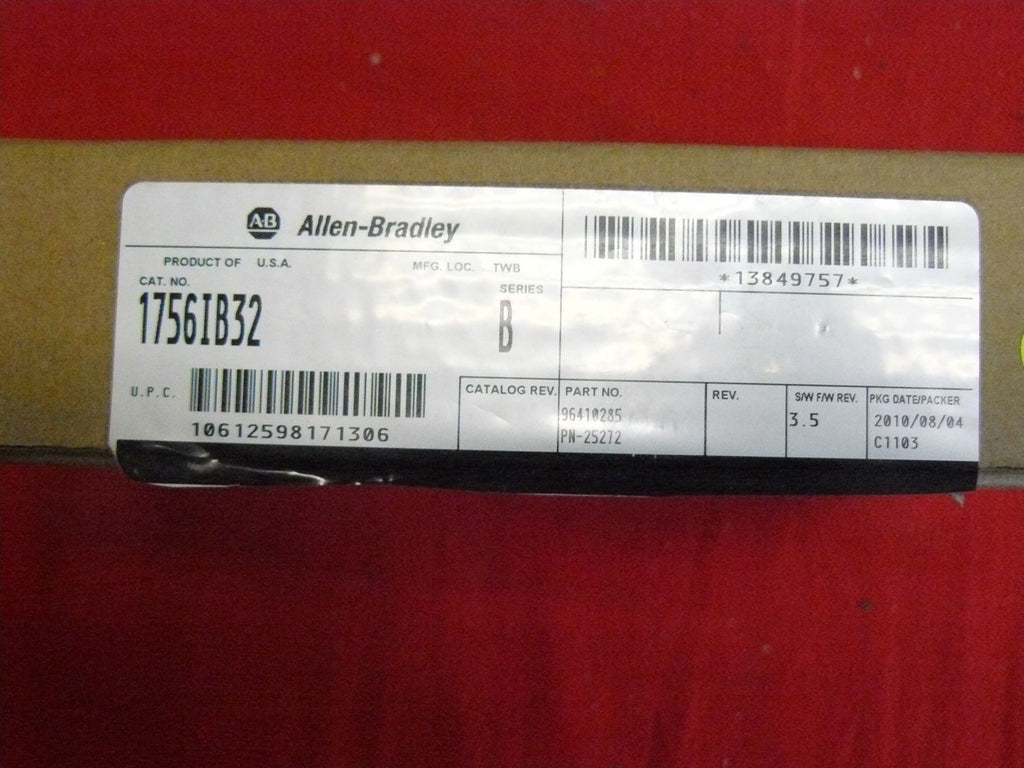 AB Allen-Bradley
PRODUCT OF U.S.A.
MFG. LOC. TWB
CAT. NO.
SERIES
1756IB32
B
*13849757*
U.P.C.
10612598171306
CATALOG REV.
PART NO.
96410285
PN-25272
REV.
S/W F/W REV.
3.5
PKG DATE/PACKER
2010/08/04
C1103